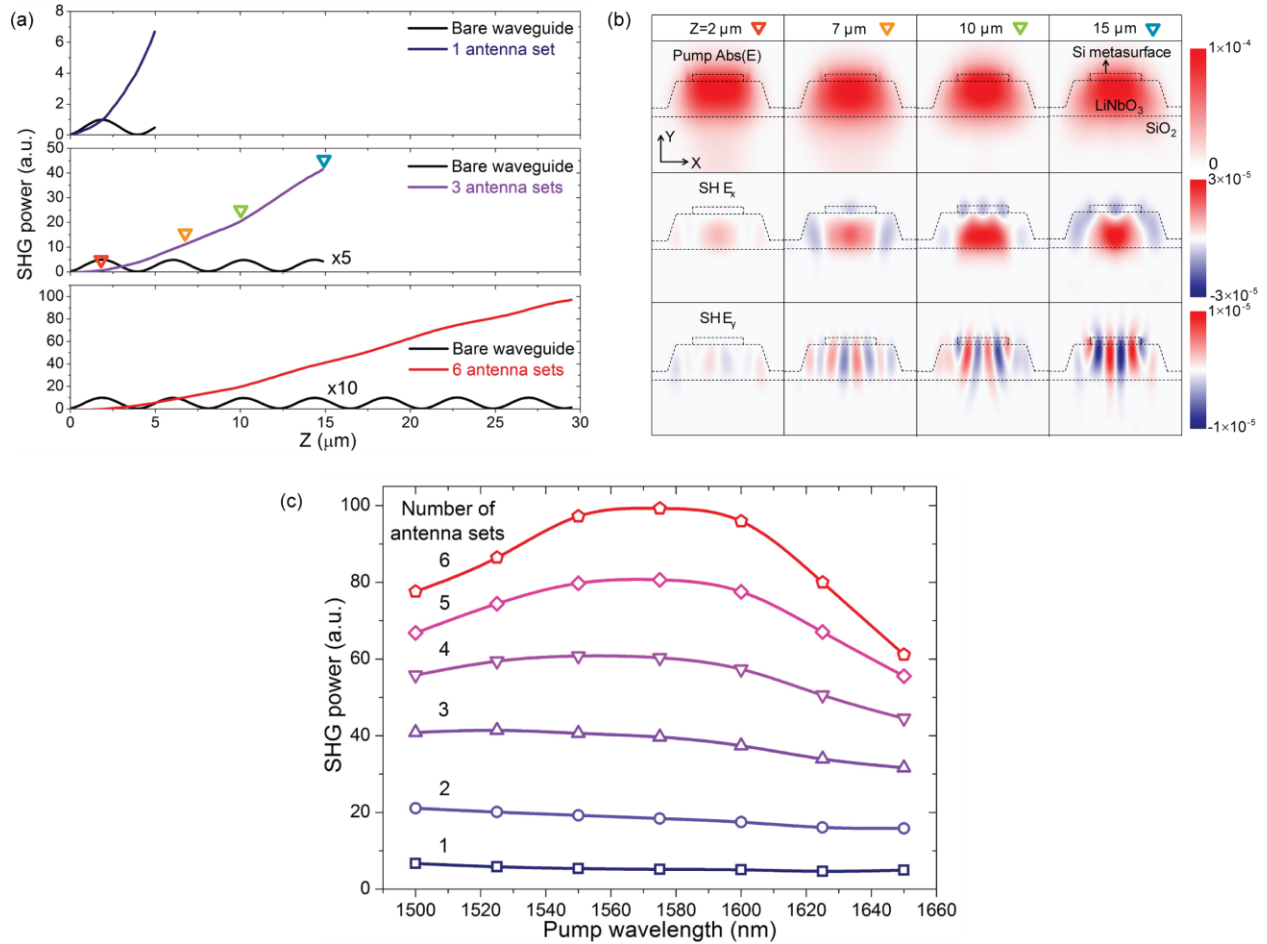 (a)
8
6
4
2
0
Bare waveguide
1 antenna set
50
40
30
20
10
0
Bare waveguide
3 antenna sets
x5
100
80
60
40
20
0
Bare waveguide
6 antenna sets
x10
0 5 10 15 20 25 30
Z (μm)
SHG power (a.u.)
(b)
Z=2 μm 7 μm 10 μm 15 μm
Pump Abs(E)
Si metasurface
LiNbO3
SiO2
Y
X
1×10-4
0
SH Ex
3×10-5
-3×10-5
SH Ey
1×10-5
-1×10-5
(c)
100
80
60
40
20
0
SHG power (a.u.)
Number of
antenna sets
6
5
4
3
2
1
1500 1520 1540 1560 1580 1600 1620 1640 1660
Pump wavelength (nm)